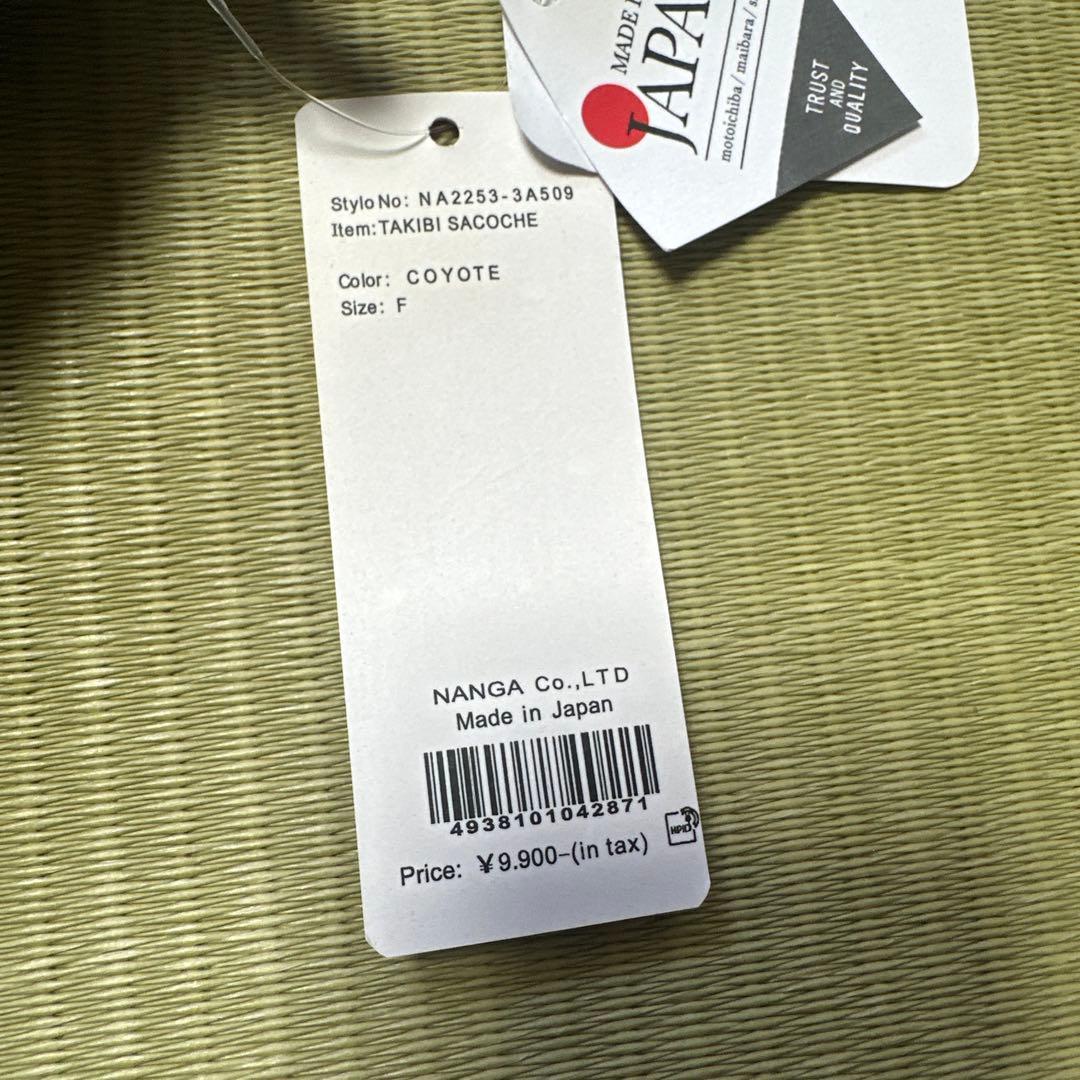 MADE
JAPA
motoichiba / maibara /
TRUST
AND
QUALITY
Stylo No: NA2253-3A509
Item:TAKIBI SACOCHE
Color: COYOTE
Size: F
NANGA Co.,LTD
Made in Japan
4938101042871
Price: ¥9.900-(in tax)